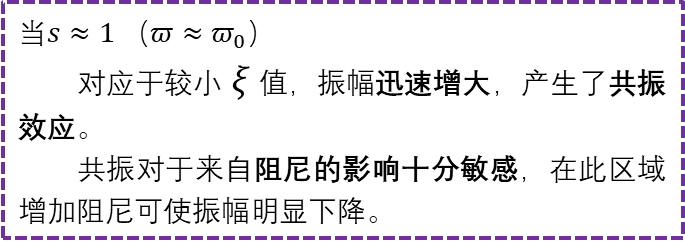 当s ≈ 1 （ϖ ≈ ϖ₀）
对应于较小 ξ 值，振幅迅速增大，产生了共振
效应。
共振对于来自阻尼的影响十分敏感，在此区域
增加阻尼可使振幅明显下降。